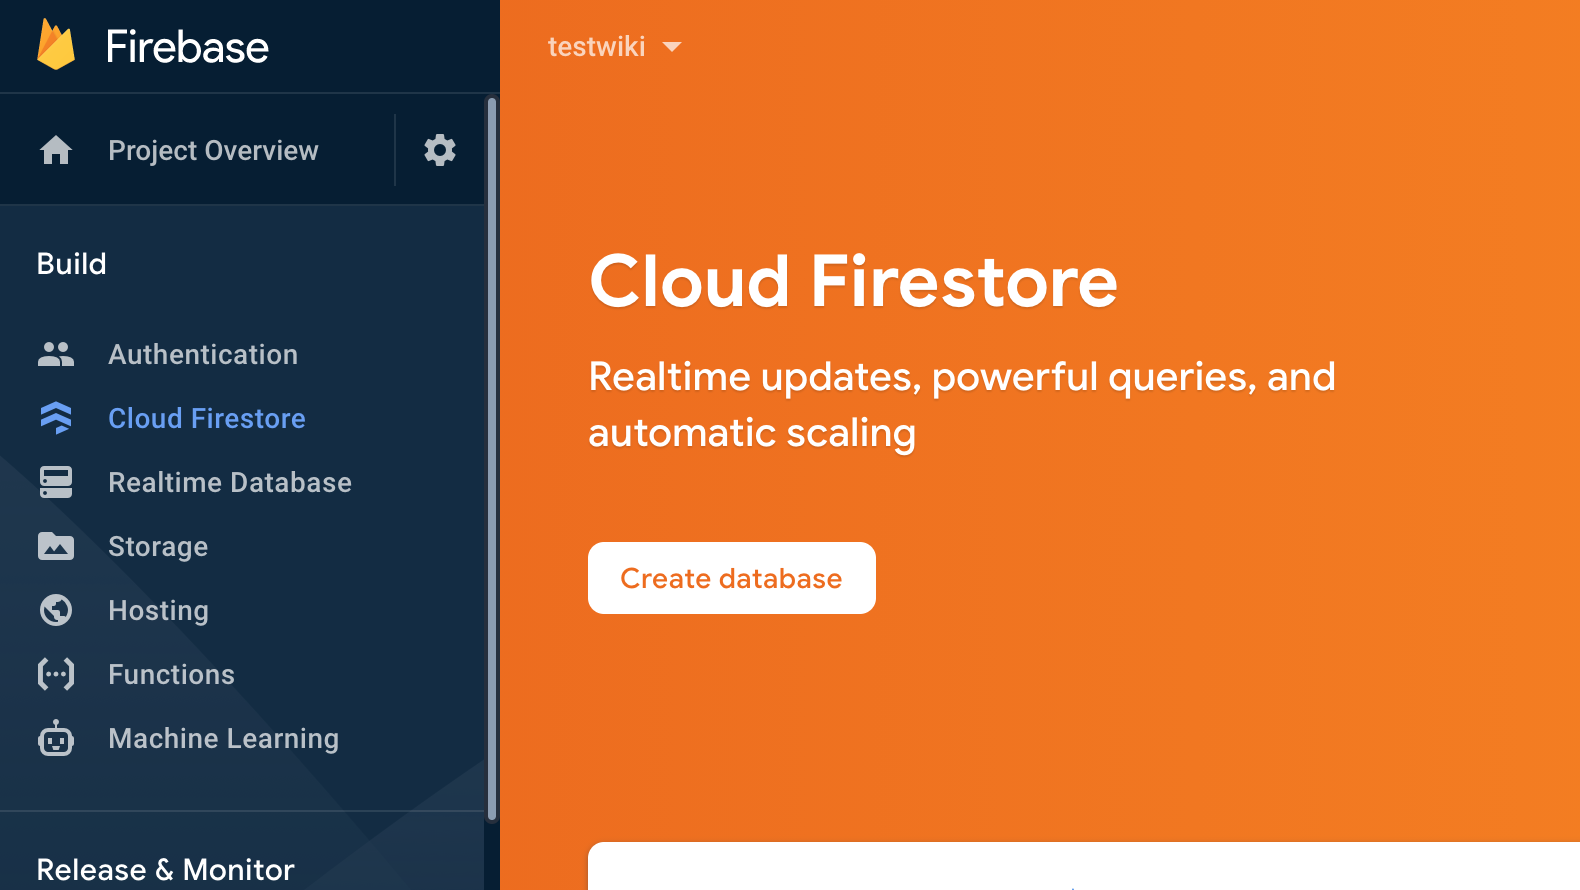 Firebase
testwiki
Project Overview
Build
Authentication
Cloud Firestore
Realtime Database
Storage
Hosting
Functions
Machine Learning
Release & Monitor
Cloud Firestore
Realtime updates, powerful queries, and
automatic scaling
Create database